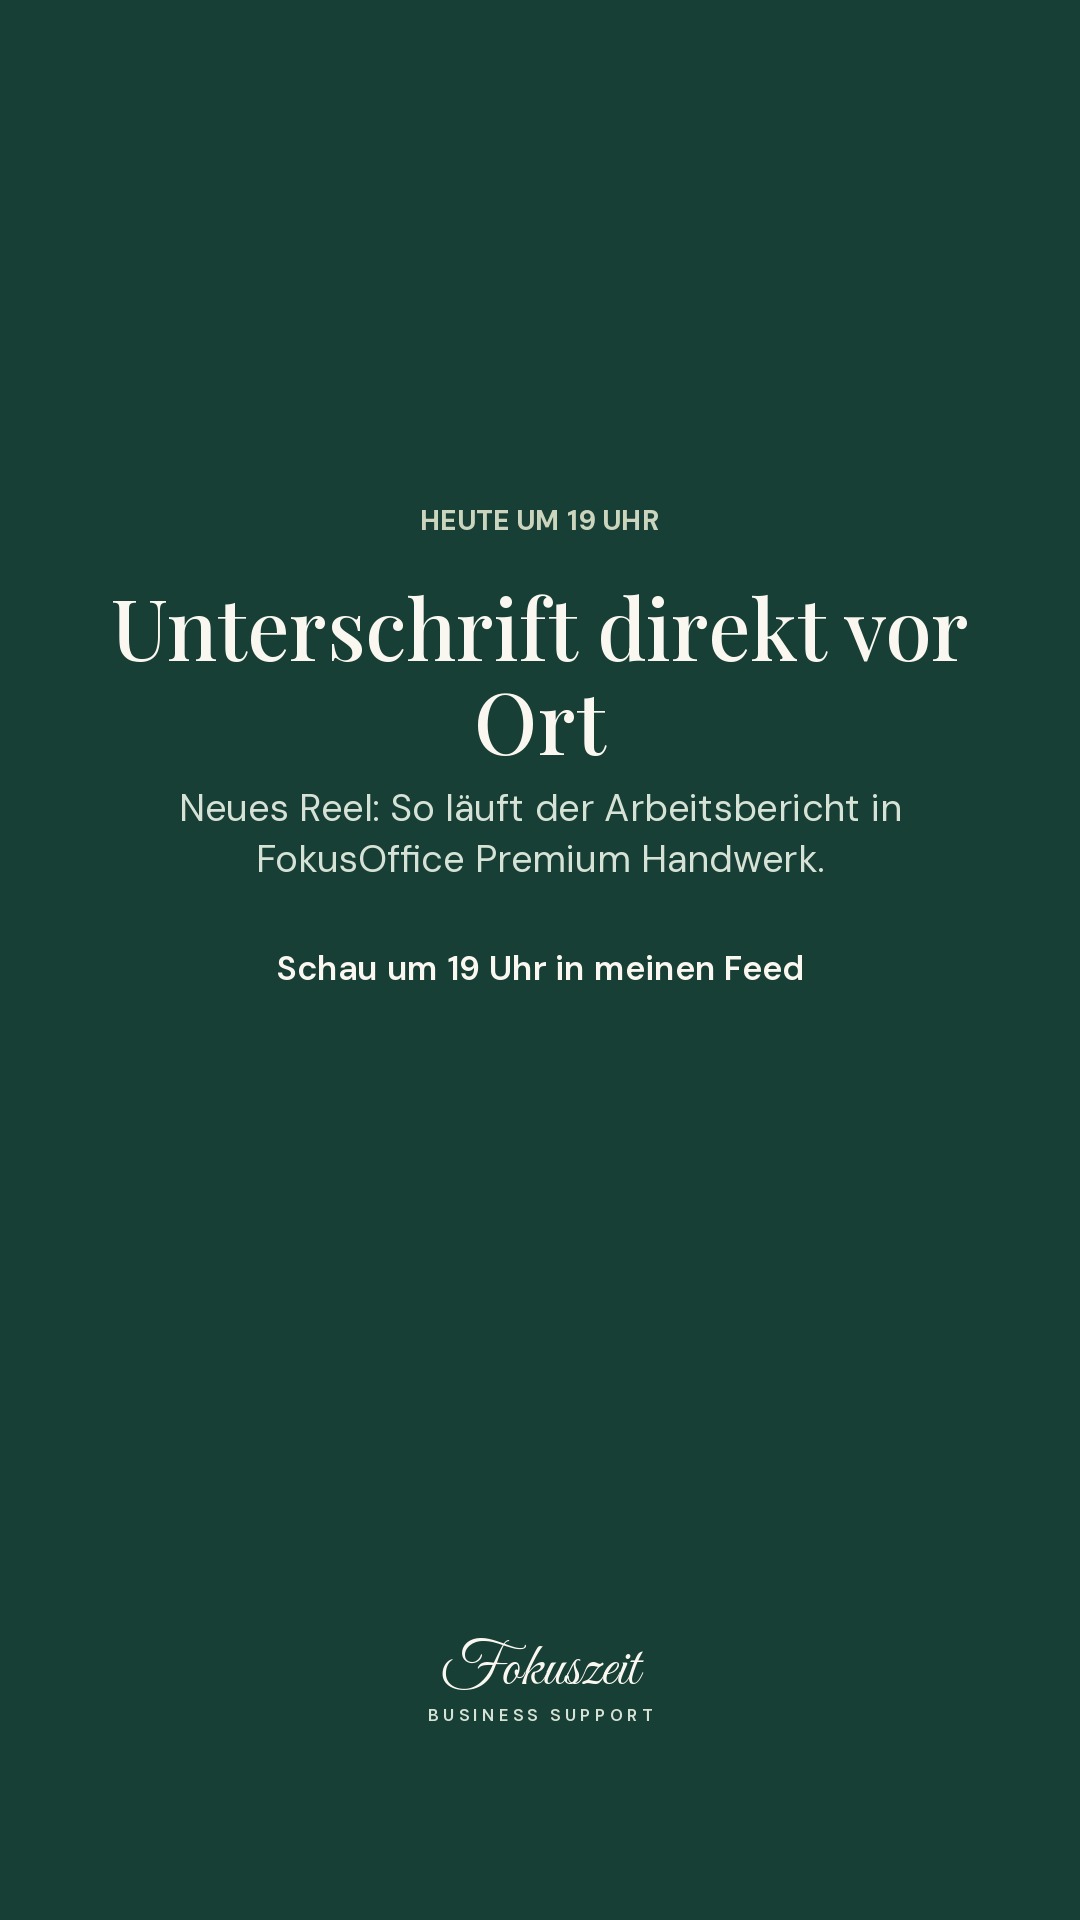 HEUTE UM 19 UHR
Unterschrift direkt vor
Ort
Neues Reel: So läuft der Arbeitsbericht in
FokusOffice Premium Handwerk.
Schau um 19 Uhr in meinen Feed
Fokuszeit
BUSINESS SUPPORT